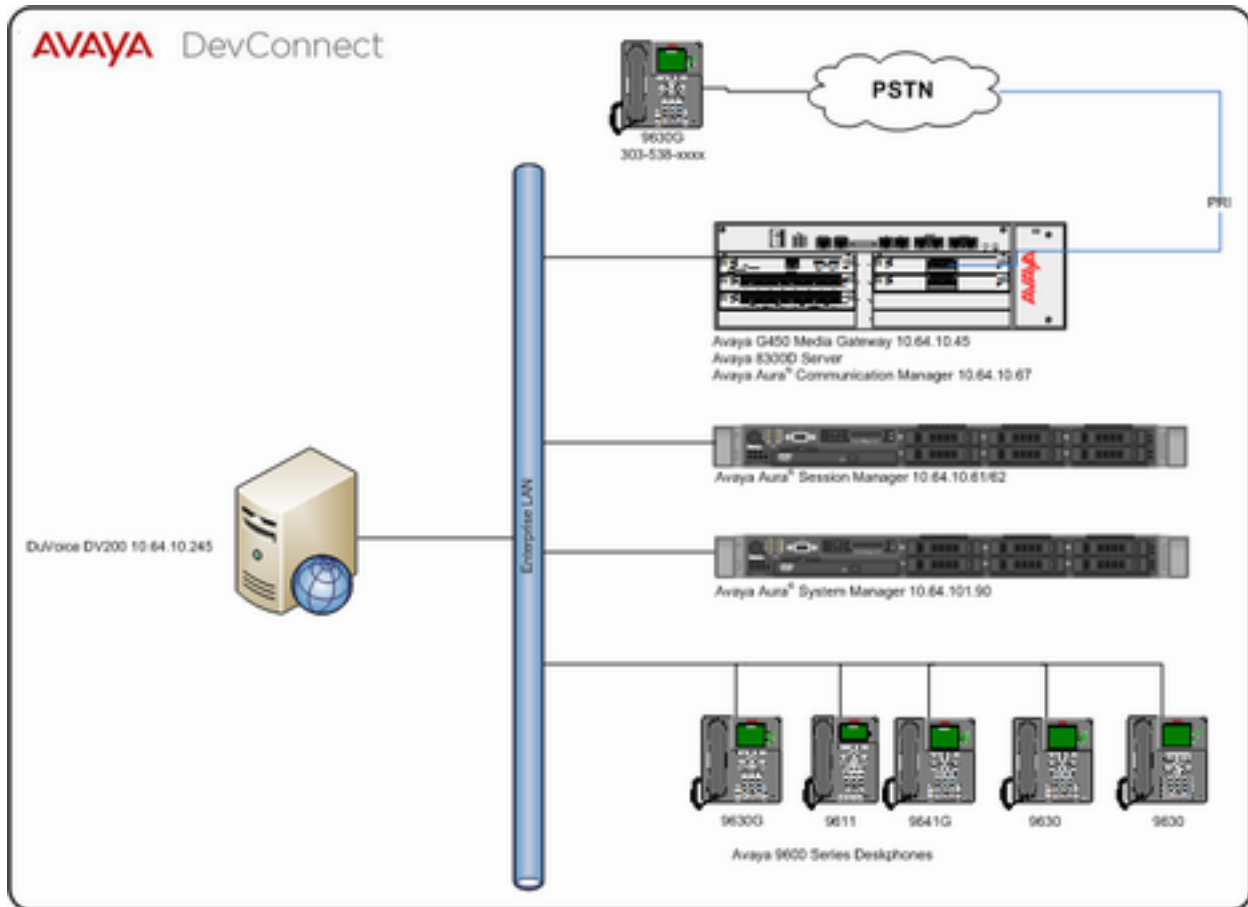 AVAYA DevConnect
PSTN
9630G
303-538-xxxx
PRI
AVAYA
Avaya G450 Media Gateway 10.64.10.45
Avaya 8300D Server
Avaya Aura® Communication Manager 10.64.10.67
Enterprise LAN
Avaya Aura® Session Manager 10.64.10.61/62
DuVoice DV200 10.64.10.245
Avaya Aura® System Manager 10.64.101.90
9630G
9611
9641G
9630
9630
Avaya 9600 Series Deskphones